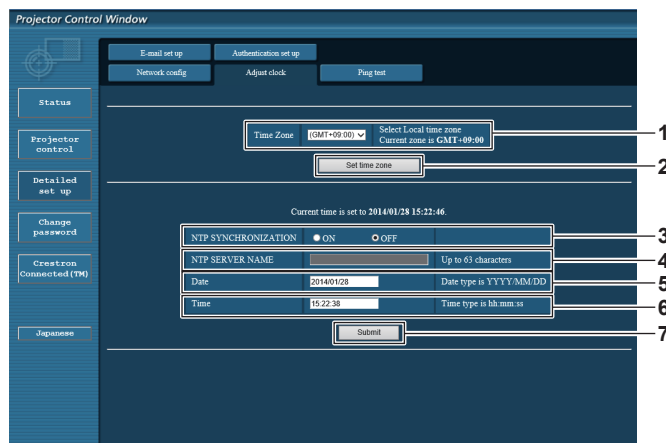 Projector Control Window
E-mail set up
Authentication set up
Network config
Adjust clock
Ping test
Status
Projector
control
Detailed
set up
Change
password
Crestron
Connected(TM)
Japanese
Time Zone
(GMT+09:00)
Select Local time zone
Current zone is GMT+09:00
1
Set time zone
2
Current time is set to 2014/01/28 15:22:46.
NTP SYNCHRONIZATION
ON
OFF
3
NTP SERVER NAME
Up to 63 characters
4
Date
2014/01/28
Date type is YYYY/MM/DD
5
Time
15:22:38
Time type is hh:mm:ss
6
Submit
7